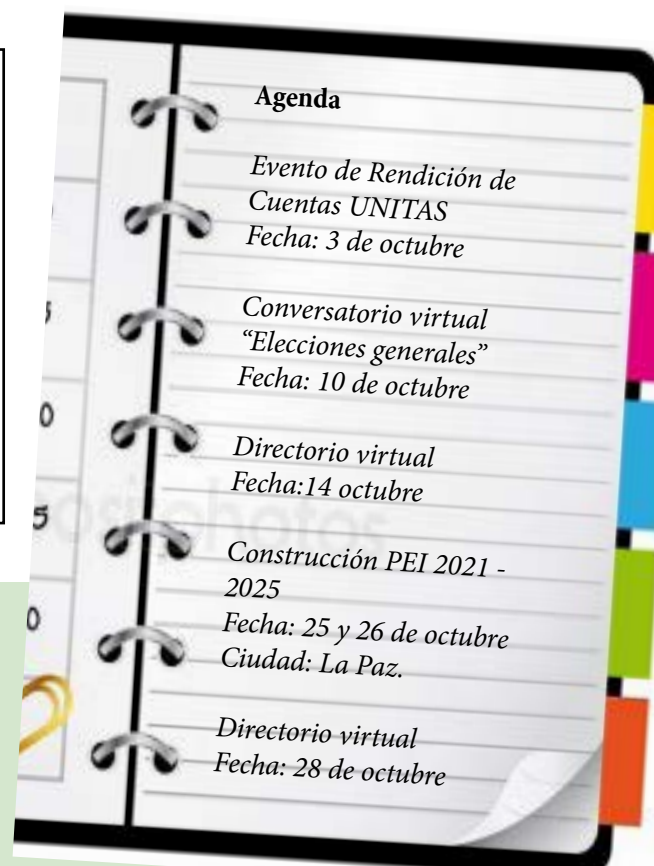 Agenda
Evento de Rendición de
Cuentas UNITAS
Fecha: 3 de octubre
Conversatorio virtual
“Elecciones generales”
Fecha: 10 de octubre
Directorio virtual
Fecha:14 octubre
Construcción PEI 2021 -
2025
Fecha: 25 y 26 de octubre
Ciudad: La Paz.
Directorio virtual
Fecha: 28 de octubre